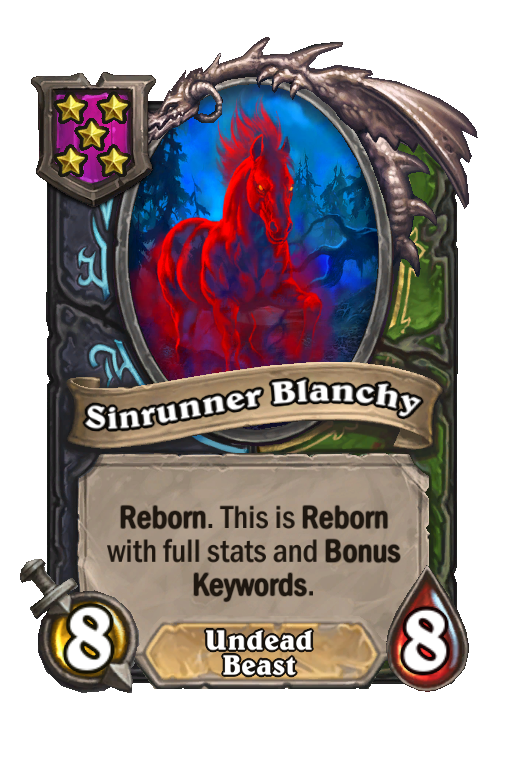 Sinrunner Blanchy
Reborn. This is Reborn
with full stats and Bonus
Keywords.
8
Undead
Beast
8